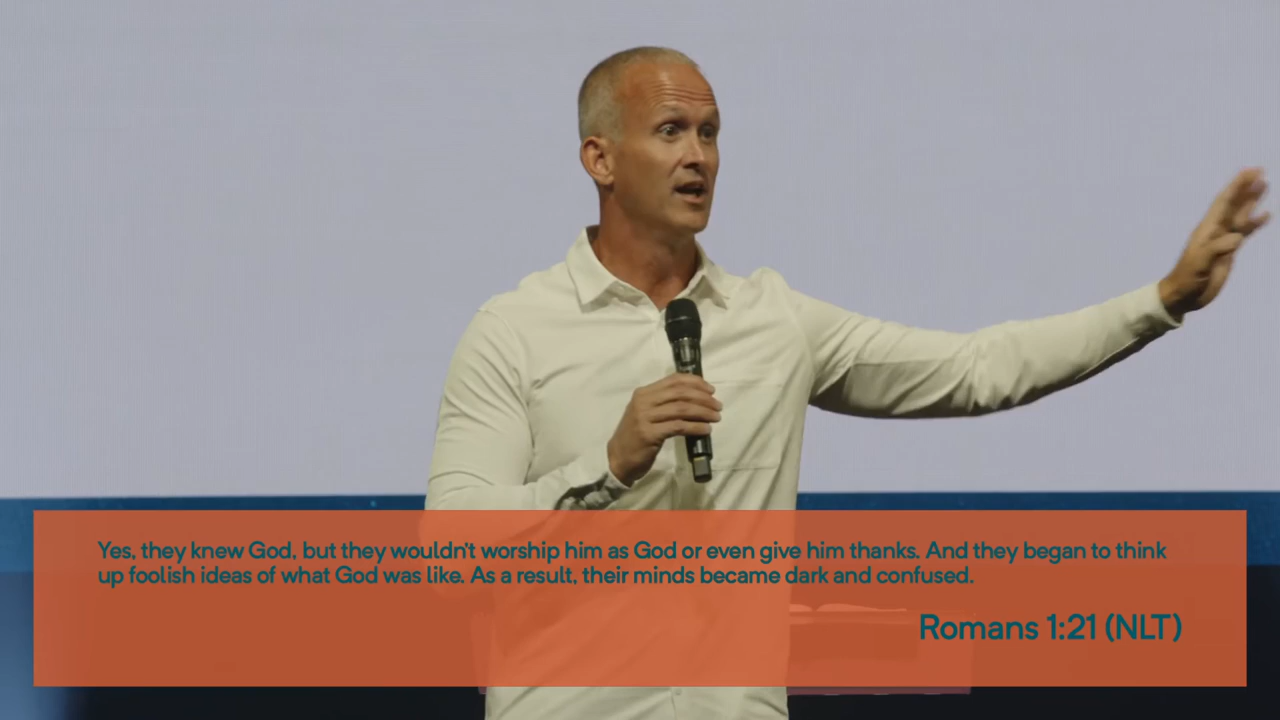 Yes, they knew God, but they wouldn't worship him as God or even give him thanks. And they began to think
up foolish ideas of what God was like. As a result, their minds became dark and confused.
Romans 1:21 (NLT)